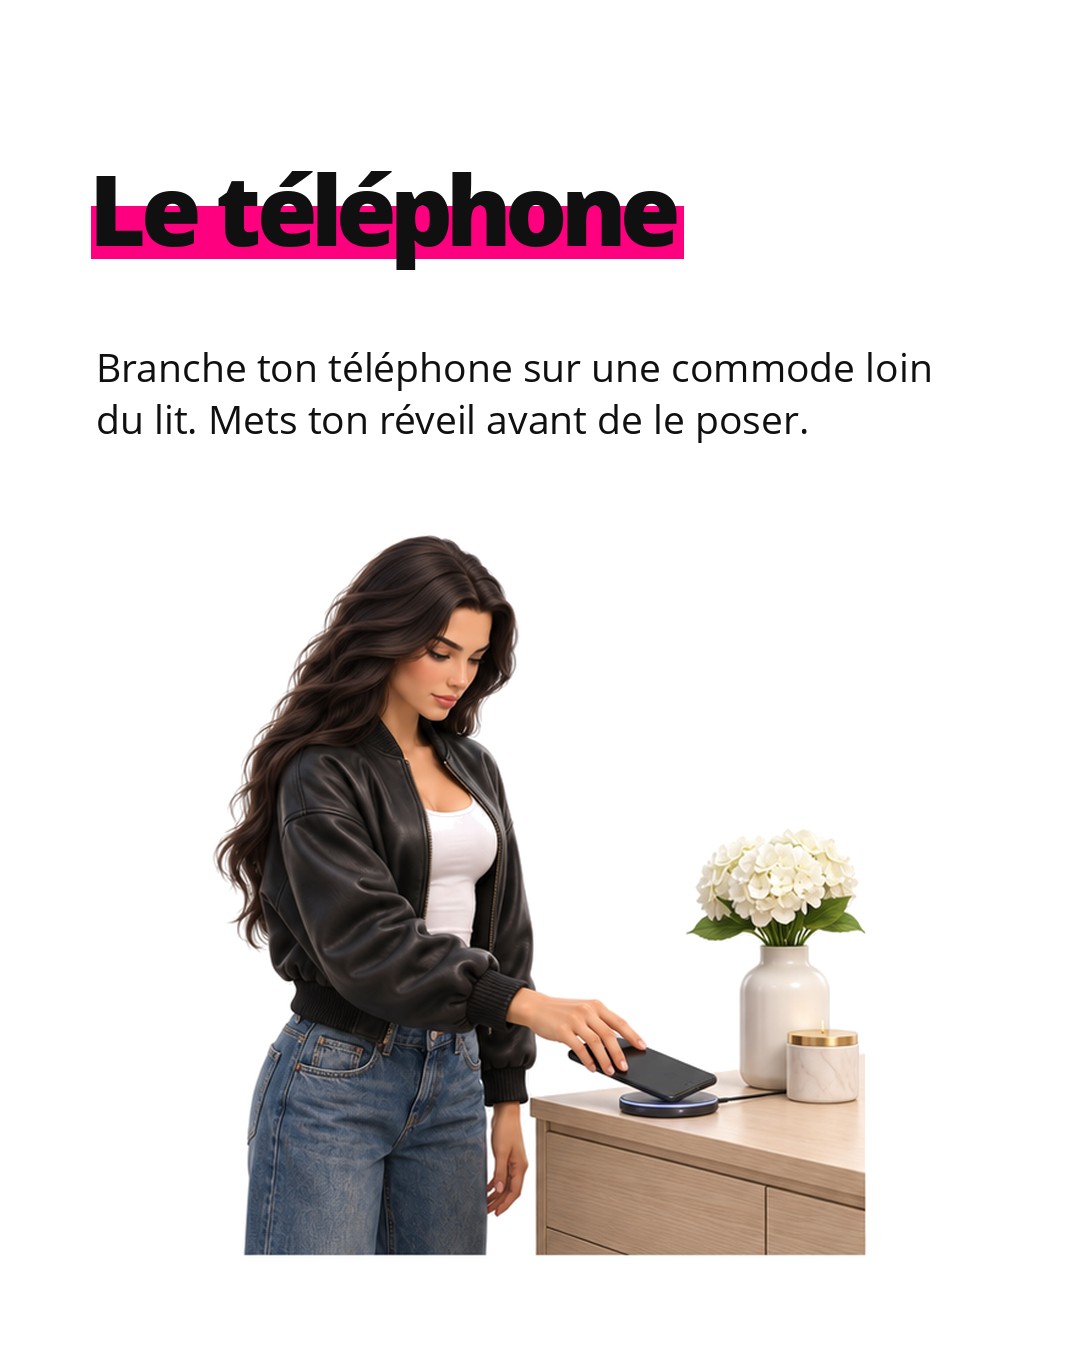 Le téléphone
Branche ton téléphone sur une commode loin
du lit. Mets ton réveil avant de le poser.